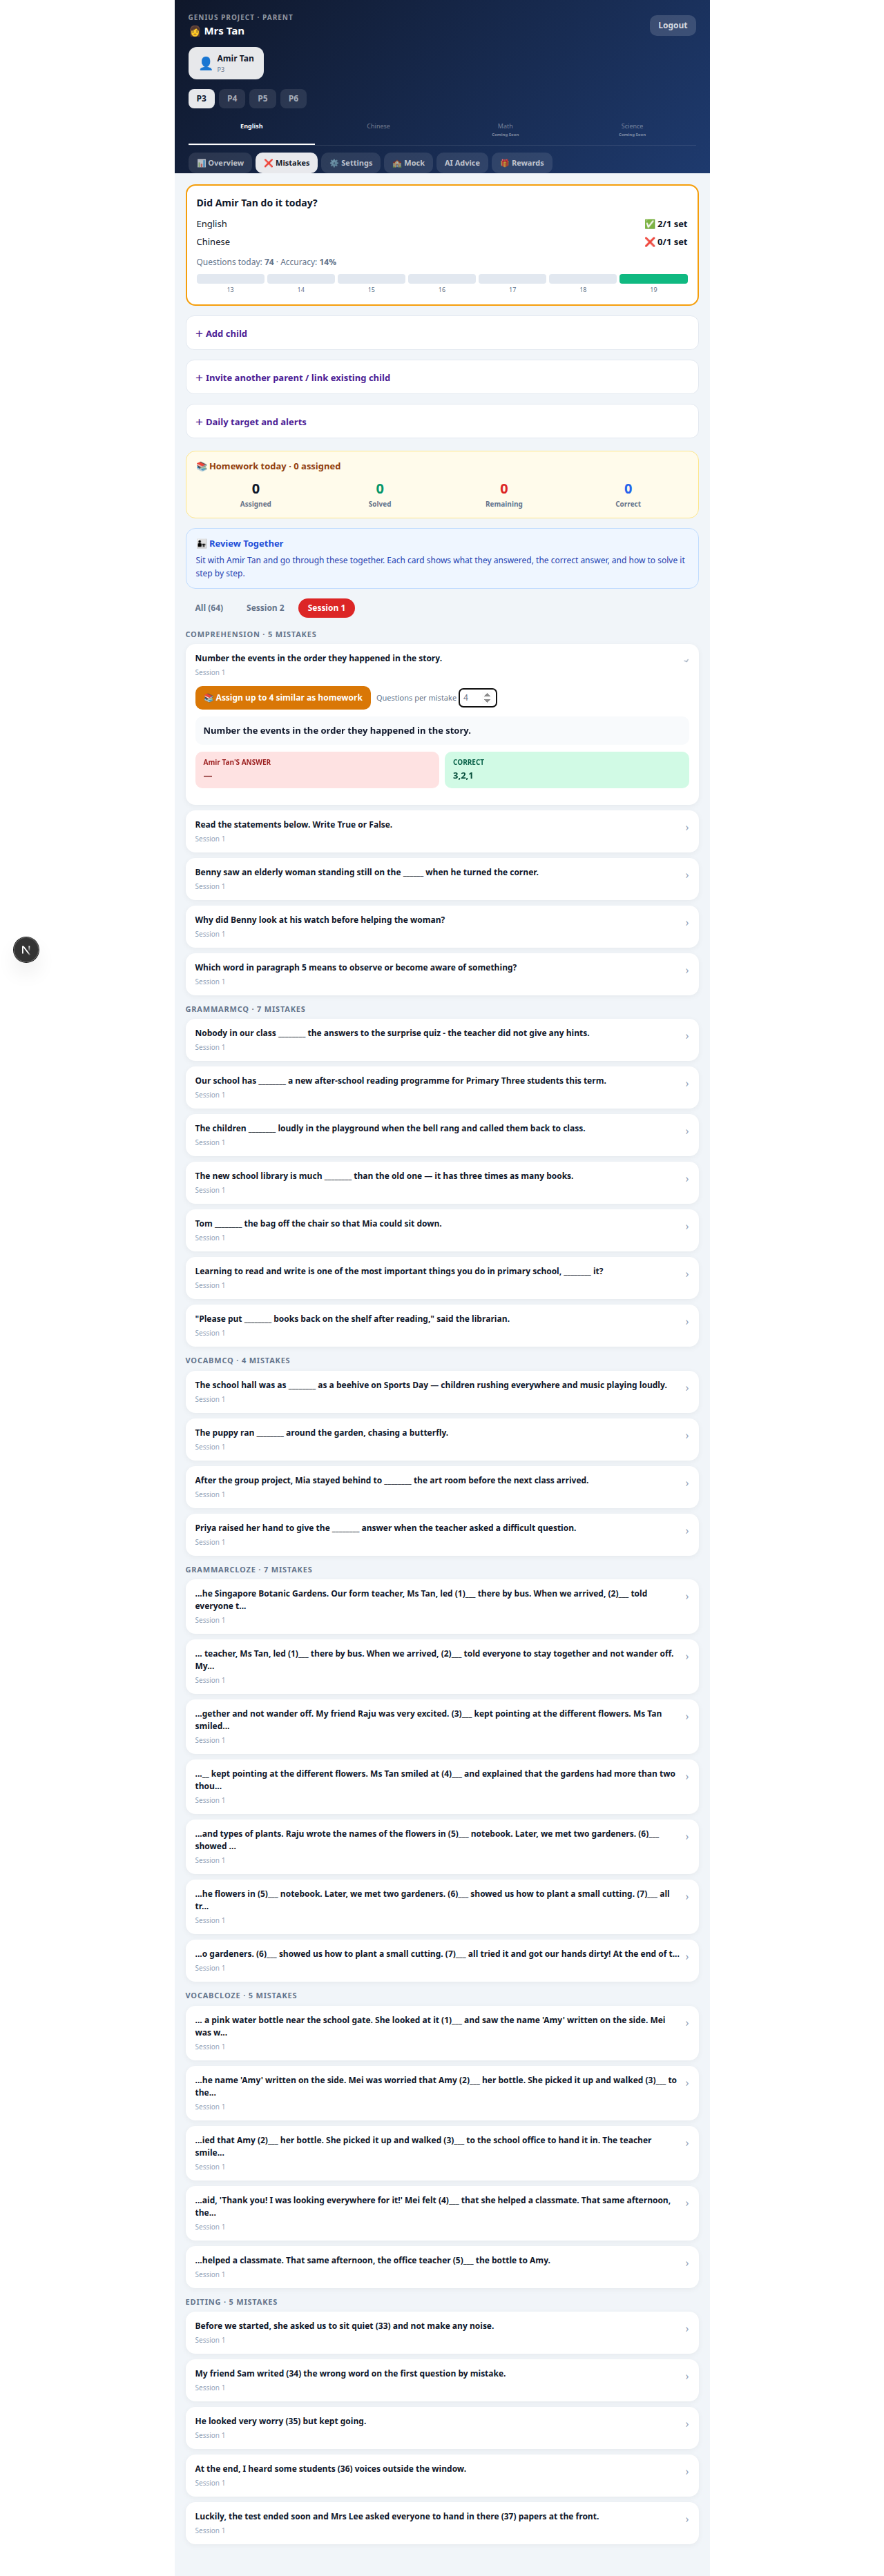 GENIUS PROJECT · PARENT
👩 Mrs Tan
Logout
Amir Tan
P3
P3 P4 P5 P6
English Chinese Math Science
Coming Soon Coming Soon
📊 Overview ❌ Mistakes ⚙️ Settings 🏫 Mock AI Advice 🎁 Rewards
Did Amir Tan do it today?
English ✅ 2/1 set
Chinese ❌ 0/1 set
Questions today: 74 · Accuracy: 14%
13 14 15 16 17 18 19
+ Add child
+ Invite another parent / link existing child
+ Daily target and alerts
📚 Homework today · 0 assigned
0 0 0 0
Assigned Solved Remaining Correct
Review Together
Sit with Amir Tan and go through these together. Each card shows what they answered, the correct answer, and how to solve it
step by step.
All (64) Session 2 Session 1
COMPREHENSION · 5 MISTAKES
Number the events in the order they happened in the story.
Session 1
📚 Assign up to 4 similar as homework Questions per mistake 4
Number the events in the order they happened in the story.
Amir Tan'S ANSWER
—
CORRECT
3,2,1
Read the statements below. Write True or False.
Session 1
Benny saw an elderly woman standing still on the _____ when he turned the corner.
Session 1
Why did Benny look at his watch before helping the woman?
Session 1
Which word in paragraph 5 means to observe or become aware of something?
Session 1
GRAMMARMCQ · 7 MISTAKES
Nobody in our class _______ the answers to the surprise quiz - the teacher did not give any hints.
Session 1
Our school has _______ a new after-school reading programme for Primary Three students this term.
Session 1
The children _______ loudly in the playground when the bell rang and called them back to class.
Session 1
The new school library is much _______ than the old one — it has three times as many books.
Session 1
Tom _______ the bag off the chair so that Mia could sit down.
Session 1
Learning to read and write is one of the most important things you do in primary school, _______ it?
Session 1
"Please put _______ books back on the shelf after reading," said the librarian.
Session 1
VOCABMCQ · 4 MISTAKES
The school hall was as _______ as a beehive on Sports Day — children rushing everywhere and music playing loudly.
Session 1
The puppy ran _______ around the garden, chasing a butterfly.
Session 1
After the group project, Mia stayed behind to _______ the art room before the next class arrived.
Session 1
Priya raised her hand to give the _______ answer when the teacher asked a difficult question.
Session 1
GRAMMARCLOZE · 7 MISTAKES
...he Singapore Botanic Gardens. Our form teacher, Ms Tan, led (1)___ there by bus. When we arrived, (2)___ told
everyone t...
Session 1
... teacher, Ms Tan, led (1)___ there by bus. When we arrived, (2)___ told everyone to stay together and not wander off.
My...
Session 1
...gether and not wander off. My friend Raju was very excited. (3)___ kept pointing at the different flowers. Ms Tan
smiled...
Session 1
...__ kept pointing at the different flowers. Ms Tan smiled at (4)___ and explained that the gardens had more than two
thou...
Session 1
...and types of plants. Raju wrote the names of the flowers in (5)___ notebook. Later, we met two gardeners. (6)___
showed ...
Session 1
...he flowers in (5)___ notebook. Later, we met two gardeners. (6)___ showed us how to plant a small cutting. (7)___ all
tr...
Session 1
...o gardeners. (6)___ showed us how to plant a small cutting. (7)___ all tried it and got our hands dirty! At the end of t...
Session 1
VOCABCLOZE · 5 MISTAKES
... a pink water bottle near the school gate. She looked at it (1)___ and saw the name 'Amy' written on the side. Mei
was w...
Session 1
...he name 'Amy' written on the side. Mei was worried that Amy (2)___ her bottle. She picked it up and walked (3)___ to
the...
Session 1
...ied that Amy (2)___ her bottle. She picked it up and walked (3)___ to the school office to hand it in. The teacher
smile...
Session 1
...aid, 'Thank you! I was looking everywhere for it!' Mei felt (4)___ that she helped a classmate. That same afternoon,
the...
Session 1
...helped a classmate. That same afternoon, the office teacher (5)___ the bottle to Amy.
Session 1
EDITING · 5 MISTAKES
Before we started, she asked us to sit quiet (33) and not make any noise.
Session 1
My friend Sam writed (34) the wrong word on the first question by mistake.
Session 1
He looked very worry (35) but kept going.
Session 1
At the end, I heard some students (36) voices outside the window.
Session 1
Luckily, the test ended soon and Mrs Lee asked everyone to hand in there (37) papers at the front.
Session 1